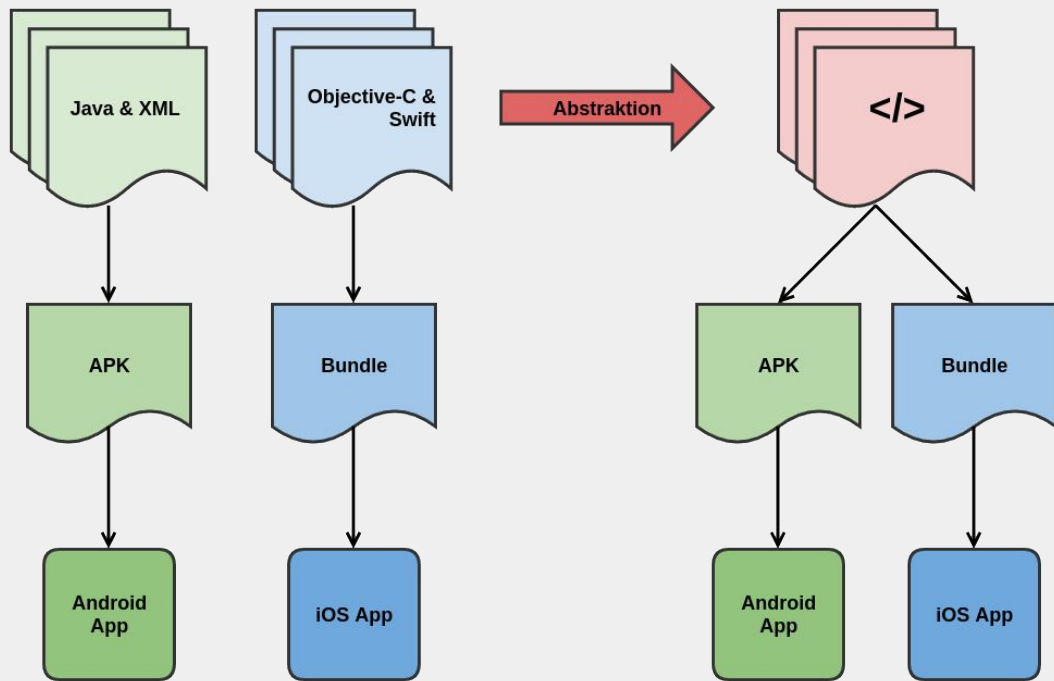 Java & XML
Objective-C &
Swift
Abstraktion
</>
APK
Bundle
APK
Bundle
Android
App
iOS App
Android
App
iOS App